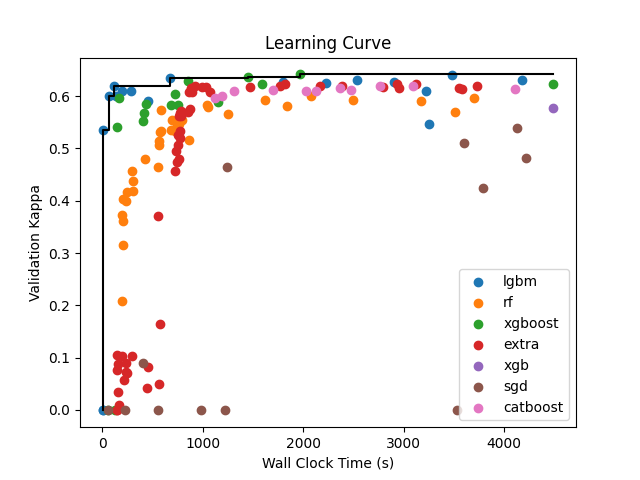 Learning Curve
Validation Kappa
0.6
0.5
0.4
0.3
0.2
0.1
0.0
lgbm
rf
xgboost
extra
xgb
sgd
catboost
0 1000 2000 3000 4000
Wall Clock Time (s)